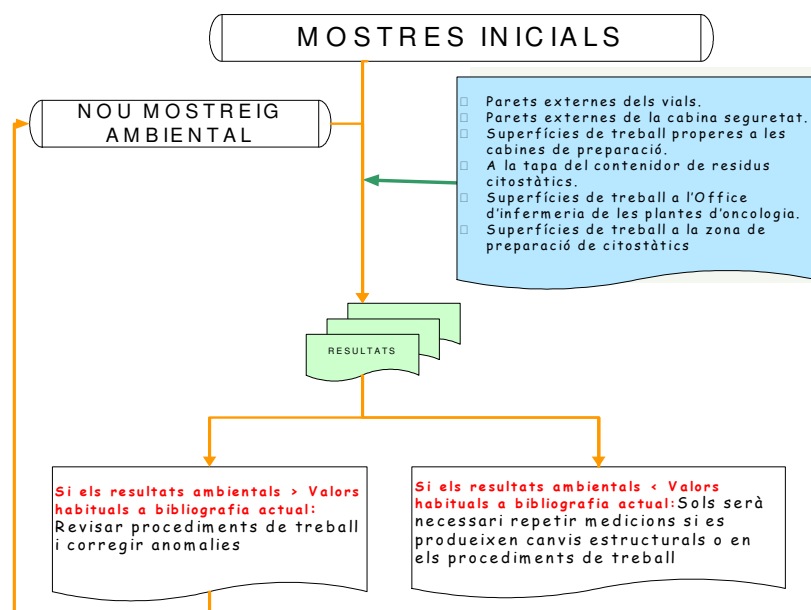 MOSTRES INICIALS
NOU MOSTREIG
AMBIENTAL
Parets externes dels vials.
Parets externes de la cabina seguretat.
Superfícies de treball properes a les
cabines de preparació.
A la tapa del contenidor de residus
citostàtics.
Superfícies de treball a l'Office
d'infermeria de les plantes d'oncologia.
Superfícies de treball a la zona de
preparació de citostàtics
RESULTATS
Si els resultats ambientals > Valors
habituals a bibliografia actual:
Revisar procediments de treball
i corregir anomalies
Si els resultats ambientals < Valors
habituals a bibliografia actual:Sols serà
necessari repetir medicions si es
produeixen canvis estructurals o en
els procediments de treball